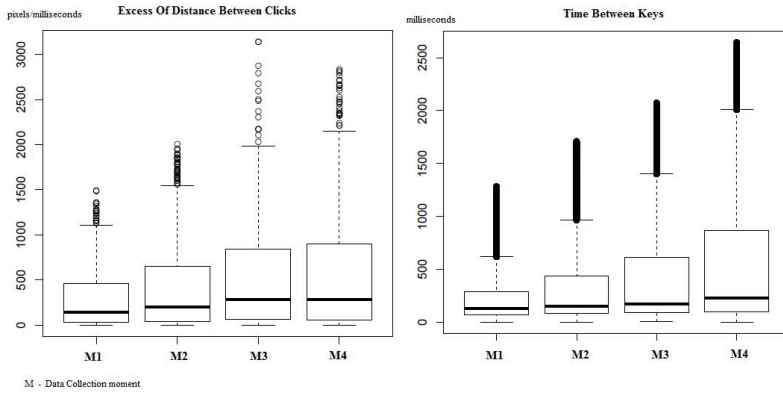 pixels/milliseconds
Excess Of Distance Between Clicks
3000
2500
2000
1500
1000
500
0
M1 M2 M3 M4
milliseconds
Time Between Keys
2500
2000
1500
1000
500
0
M1 M2 M3 M4
M - Data Collection moment